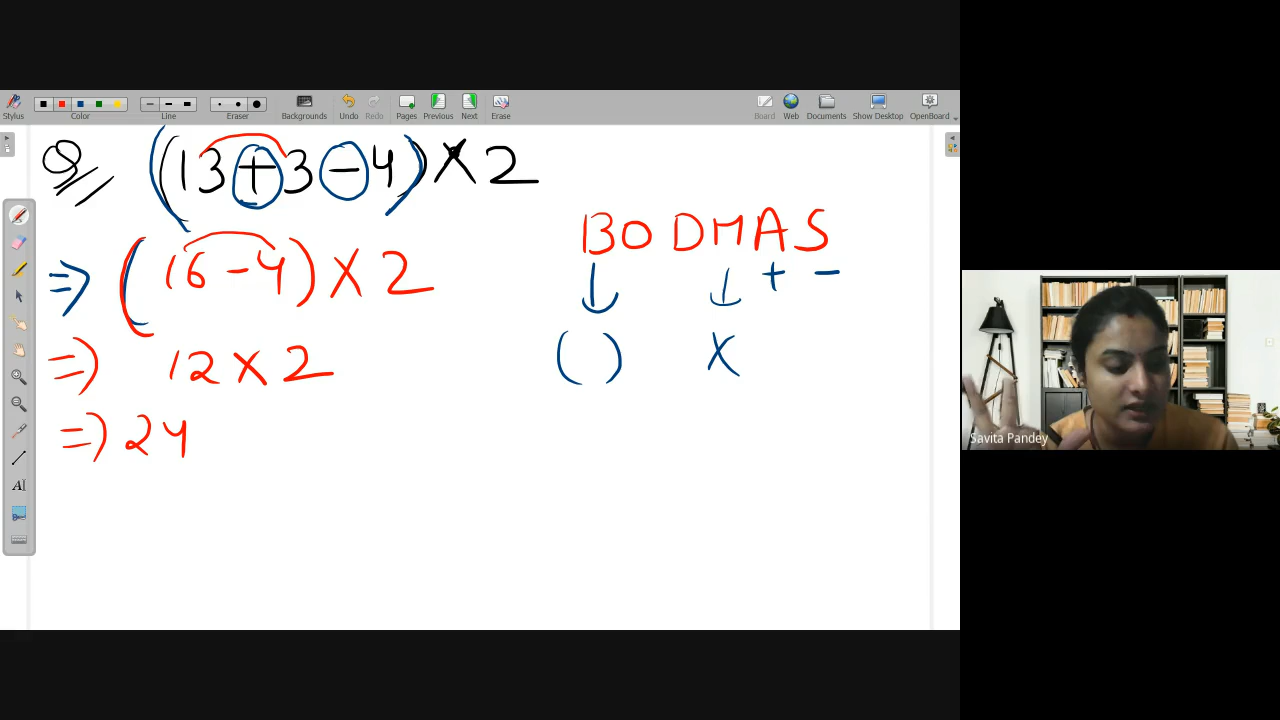 Stylus
Color
Line
Eraser
Backgrounds
Undo
Redo
Pages
Previous
Next
Erase
Board
Web
Documents
Show Desktop
OpenBoard
Q. (13 + 3 - 4) × 2
BODMAS
+ -
⇒ (16 - 4) × 2
( ) ×
⇒ 12 × 2
⇒ 24
Savita Pandey